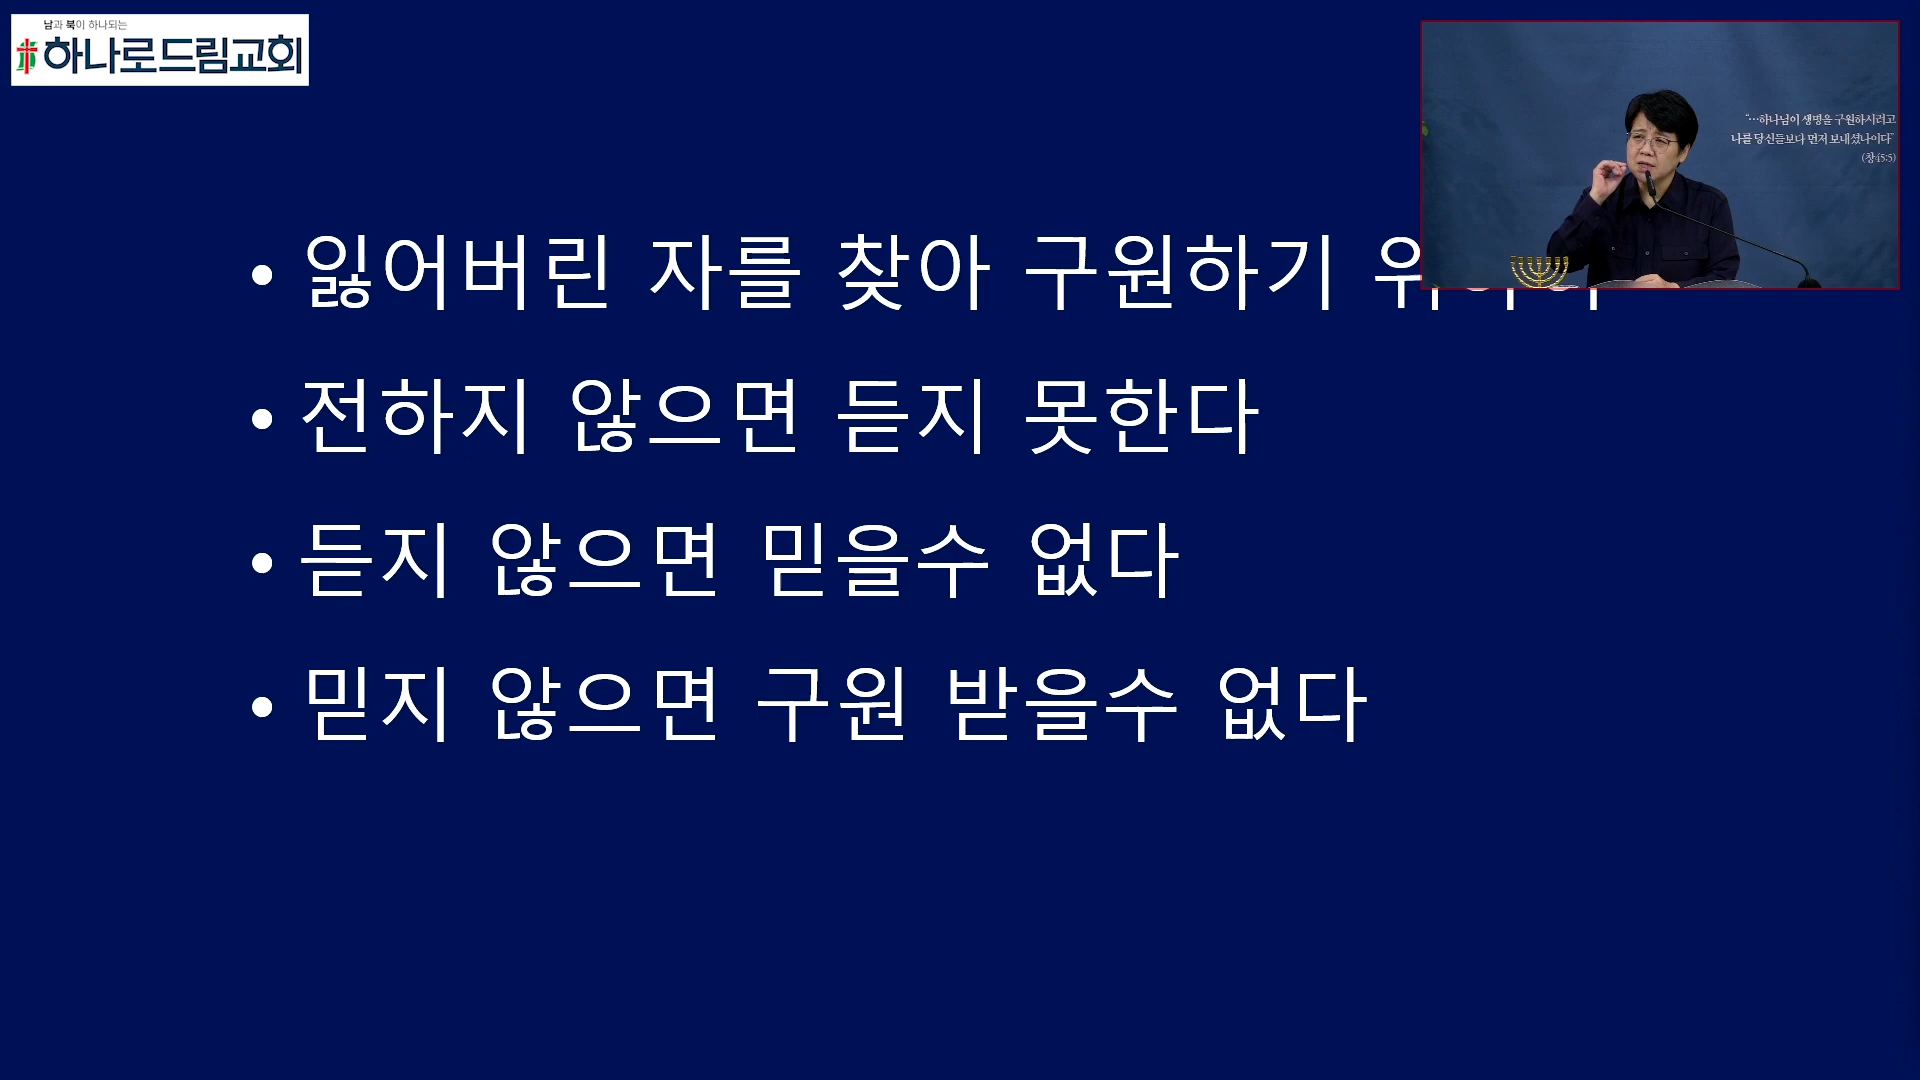 남과 북이 하나되는
하나로드림교회
"…하나님이 생명을 구원하시려고
나를 당신들보다 먼저 보내셨나이다"
(창45:5)
• 잃어버린 자를 찾아 구원하기
• 전하지 않으면 듣지 못한다
• 듣지 않으면 믿을수 없다
• 믿지 않으면 구원 받을수 없다